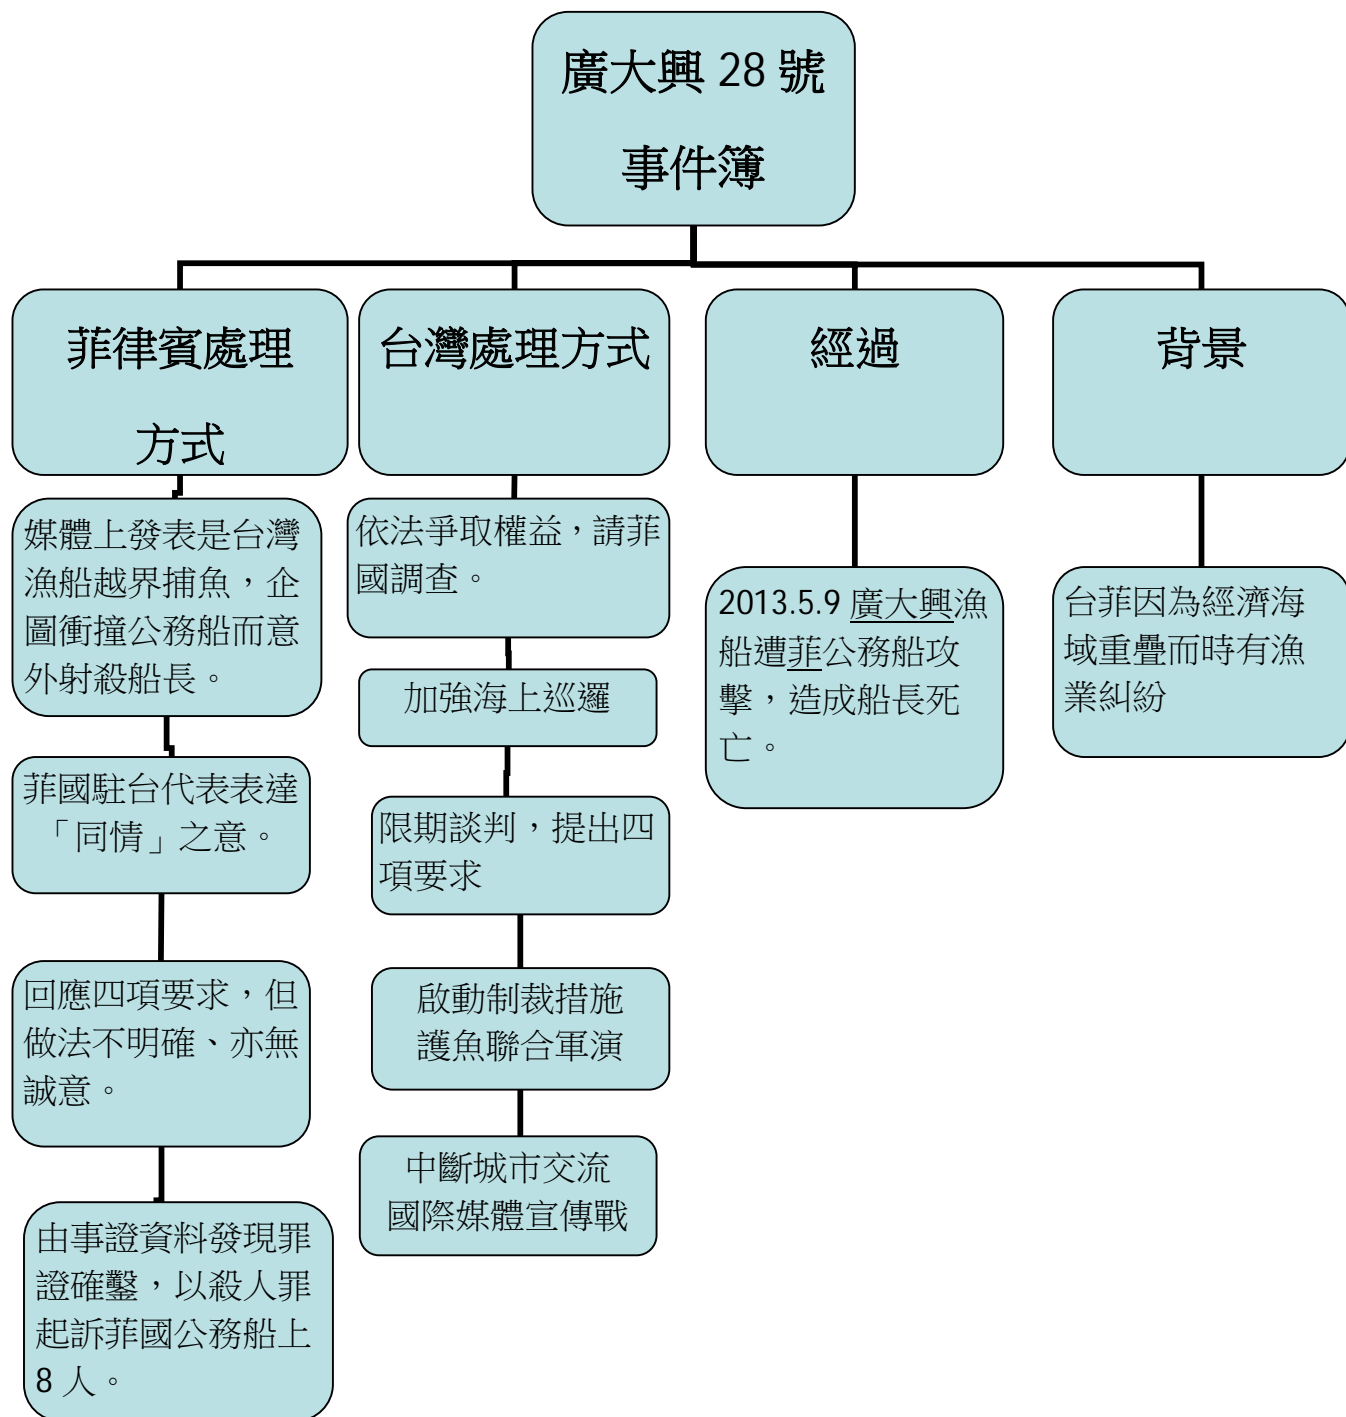 廣大興 28 號
事件簿
菲律賓處理
方式
台灣處理方式
經過
背景
媒體上發表是台灣
漁船越界捕魚，企
圖衝撞公務船而意
外射殺船長。
菲國駐台代表表達
「同情」之意。
回應四項要求，但
做法不明確、亦無
誠意。
由事證資料發現罪
證確鑿，以殺人罪
起訴菲國公務船上
8 人。
依法爭取權益，請菲
國調查。
加強海上巡邏
限期談判，提出四
項要求
啟動制裁措施
護魚聯合軍演
中斷城市交流
國際媒體宣傳戰
2013.5.9 廣大興漁
船遭菲公務船攻
擊，造成船長死
亡。
台菲因為經濟海
域重疊而時有漁
業糾紛